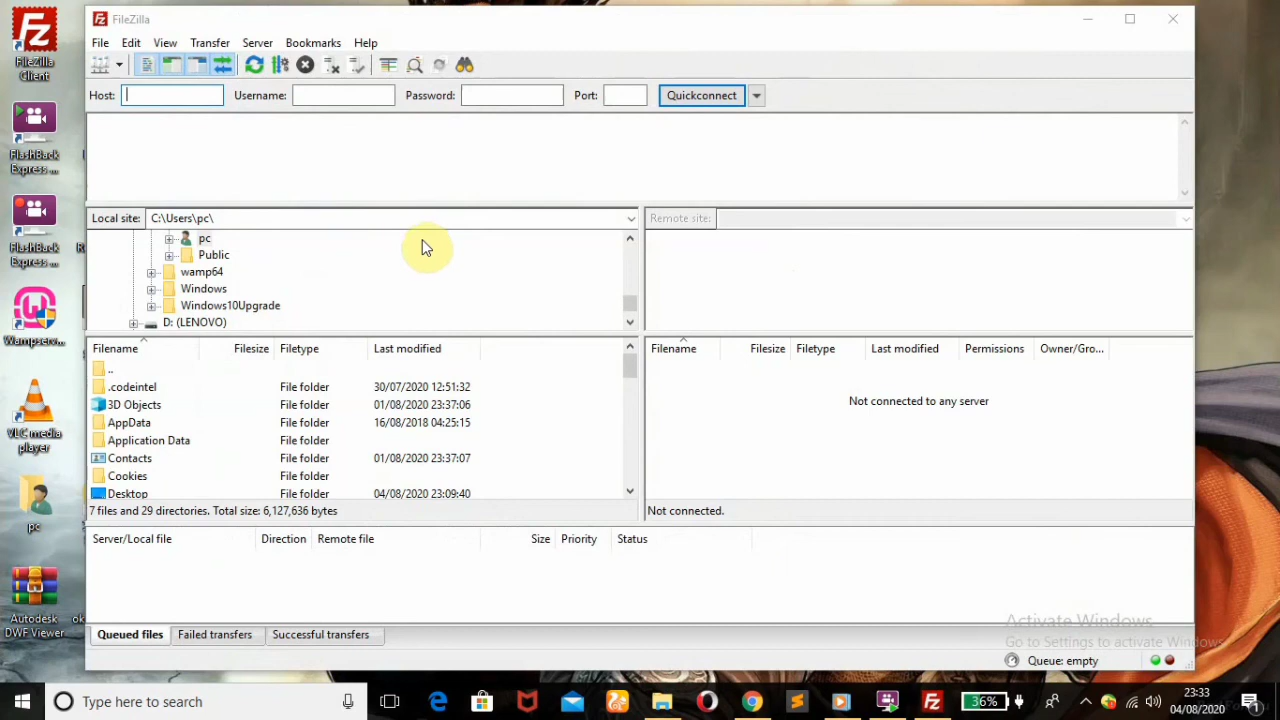 FileZilla
File Edit View Transfer Server Bookmarks Help
Host: Username: Password: Port: Quickconnect
Local site: C:\Users\pc\
Remote site:
pc
Public
wamp64
Windows
Windows10Upgrade
D: (LENOVO)
Filename Filesize Filetype Last modified
..
.codeintel File folder 30/07/2020 12:51:32
3D Objects File folder 01/08/2020 23:37:06
AppData File folder 16/08/2018 04:25:15
Application Data File folder
Contacts File folder 01/08/2020 23:37:07
Cookies File folder
Desktop File folder 04/08/2020 23:09:40
7 files and 29 directories. Total size: 6,127,636 bytes
Filename Filesize Filetype Last modified Permissions Owner/Gro...
Not connected to any server
Not connected.
Server/Local file Direction Remote file Size Priority Status
Queued files Failed transfers Successful transfers
Activate Windows
Go to Settings to activate Windows
Queue: empty
FileZilla
Client
FlashBack
Express ...
FlashBack
Express ...
Wampserv...
VLC media
player
pc
Autodesk
DWF Viewer
ok
Type here to search
36%
23:33
04/08/2020